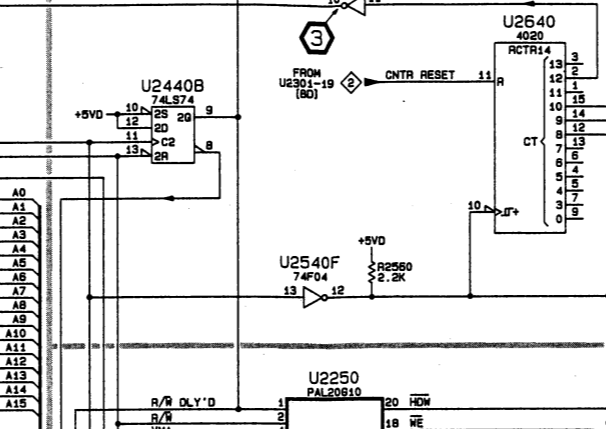 U2640
4020
RCTR14
3
FROM
U2301-19
[8D]
2
CNTR RESET
11
R
13 3
12 2
11 1
10 15
9 14
8 12
7 13
6 6
5 4
4 5
3 7
0 9
CT
10
+
U2440B
74LS74
+5VD
10 2S 2Q 9
12 2D
11 C2
13 2R 8
A0
A1
A2
A3
A4
A5
A6
A7
A8
A9
A10
A11
A12
A13
A14
A15
+5VD
R2560
2.2K
U2540F
74F04
13 12
U2250
PAL20G10
R/W DLY'D 1
R/W 2
20 HDW
18 WE